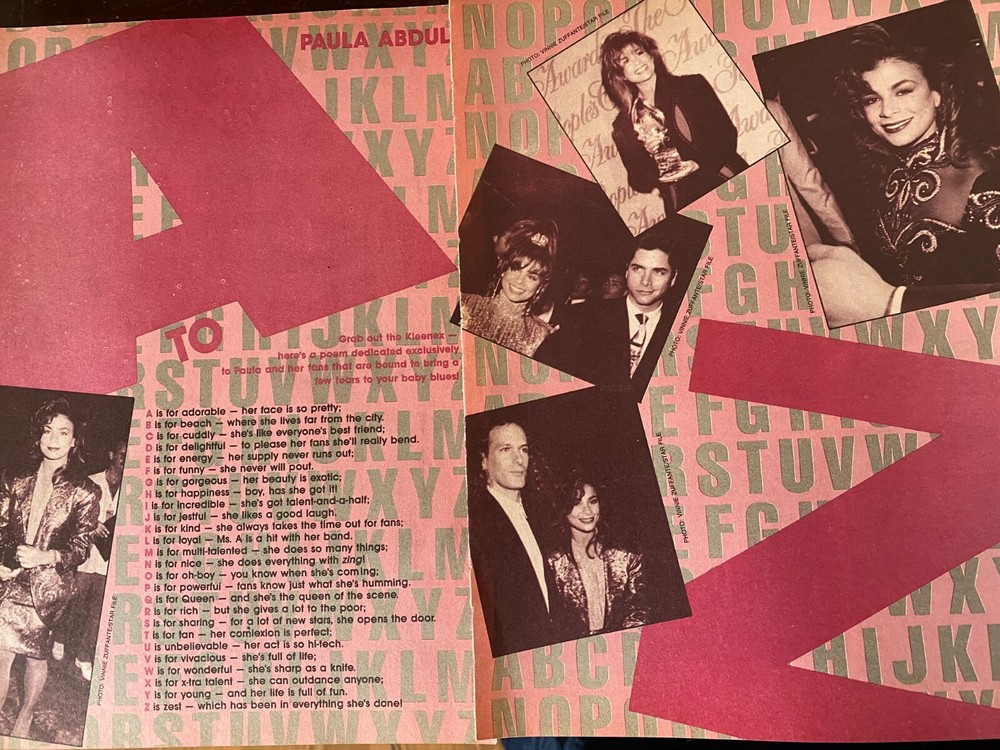 PAULA ABDUL
A
TO
Z
Grab out the Kleenex —
here's a poem dedicated exclusively
to Paula and her fans that are bound to bring a
few tears to your baby blues!
A is for adorable — her face is so pretty;
B is for beach — where she lives far from the city.
C is for cuddly — she's like everyone's best friend;
D is for delightful — to please her fans she'll really bend.
E is for energy — her supply never runs out;
F is for funny — she never will pout.
G is for gorgeous — her beauty is exotic;
H is for happiness — boy, has she got it!
I is for incredible — she's got talent-and-a-half;
J is for jestful — she likes a good laugh.
K is for kind — she always takes the time out for fans;
L is for loyal — Ms. A is a hit with her band.
M is for multi-talented — she does so many things;
N is for nice — she does everything with zing!
O is for oh-boy — you know when she's coming;
P is for powerful — fans know just what she's humming.
Q is for Queen — and she's the queen of the scene.
R is for rich — but she gives a lot to the poor;
S is for sharing — for a lot of new stars, she opens the door.
T is for tan — her comlexion is perfect;
U is unbelievable — her act is so hi-tech.
V is for vivacious — she's full of life;
W is for wonderful — she's sharp as a knife.
X is for x-tra talent — she can outdance anyone;
Y is for young — and her life is full of fun.
Z is zest — which has been in everything she's done!
PHOTO: VINNIE ZUFFANTE/STAR FILE
PHOTO: VINNIE ZUFFANTE/STAR FILE
PHOTO: VINNIE ZUFFANTE/STAR FILE
PHOTO: VINNIE ZUFFANTE/STAR FILE
PHOTO: VINNIE ZUFFANTE/STAR FILE